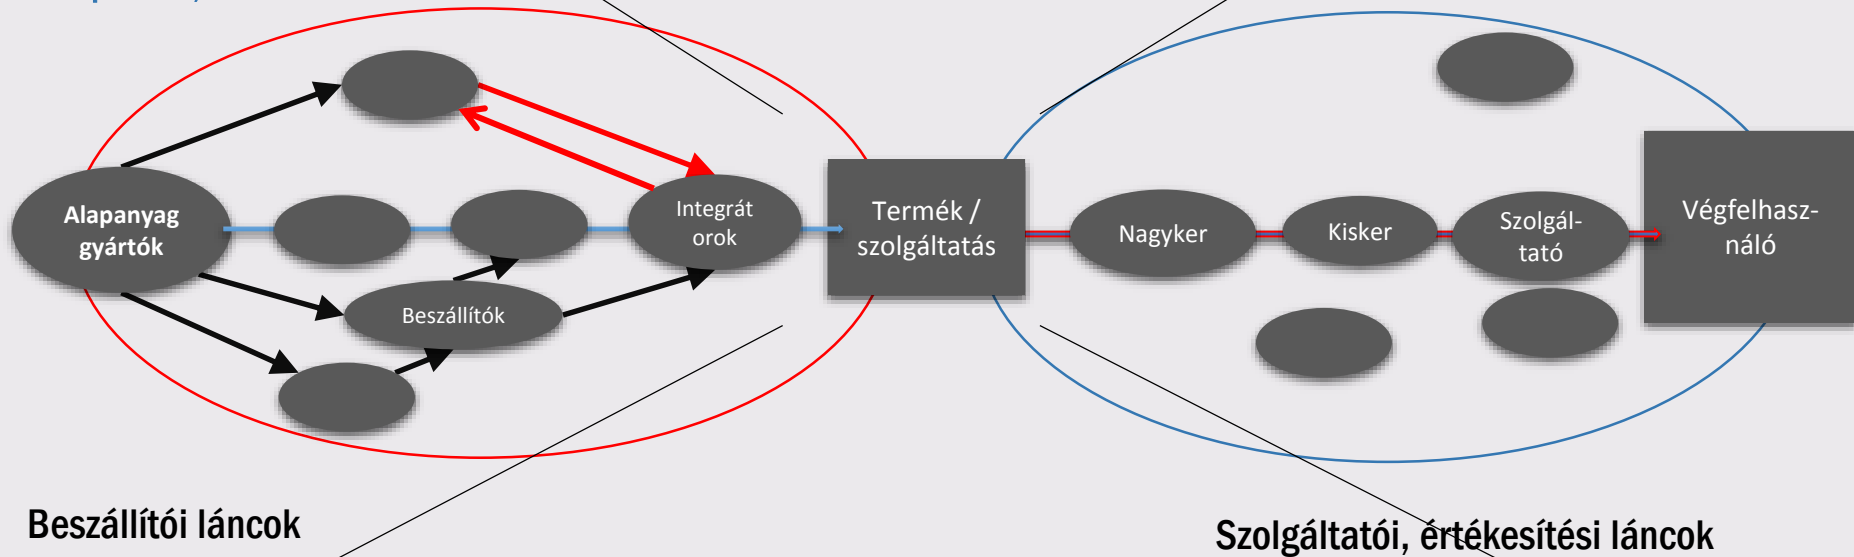 Alapanyag
gyártók
Integrát
orok
Beszállítók
Termék /
szolgáltatás
Nagyker
Kisker
Szolgál-
tató
Végfelhasz-
náló
Beszállítói láncok
Szolgáltatói, értékesítési láncok